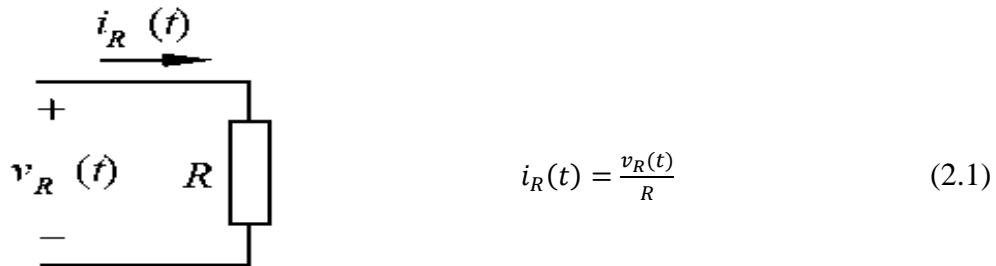 i_R (t)
+
v_R (t) R
−
i_R(t) = v_R(t)/R (2.1)